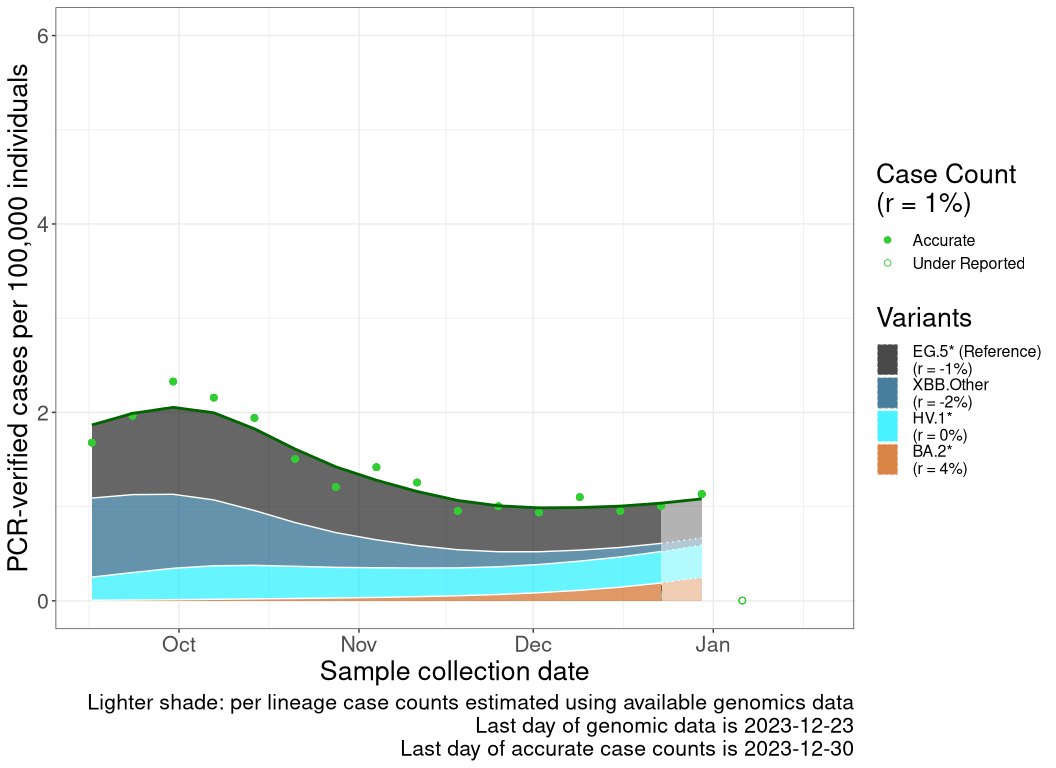 PCR-verified cases per 100,000 individuals
6
4
2
0
Oct
Nov
Dec
Jan
Sample collection date
Case Count
(r = 1%)
Accurate
Under Reported
Variants
EG.5* (Reference)
(r = -1%)
XBB.Other
(r = -2%)
HV.1*
(r = 0%)
BA.2*
(r = 4%)
Lighter shade: per lineage case counts estimated using available genomics data
Last day of genomic data is 2023-12-23
Last day of accurate case counts is 2023-12-30